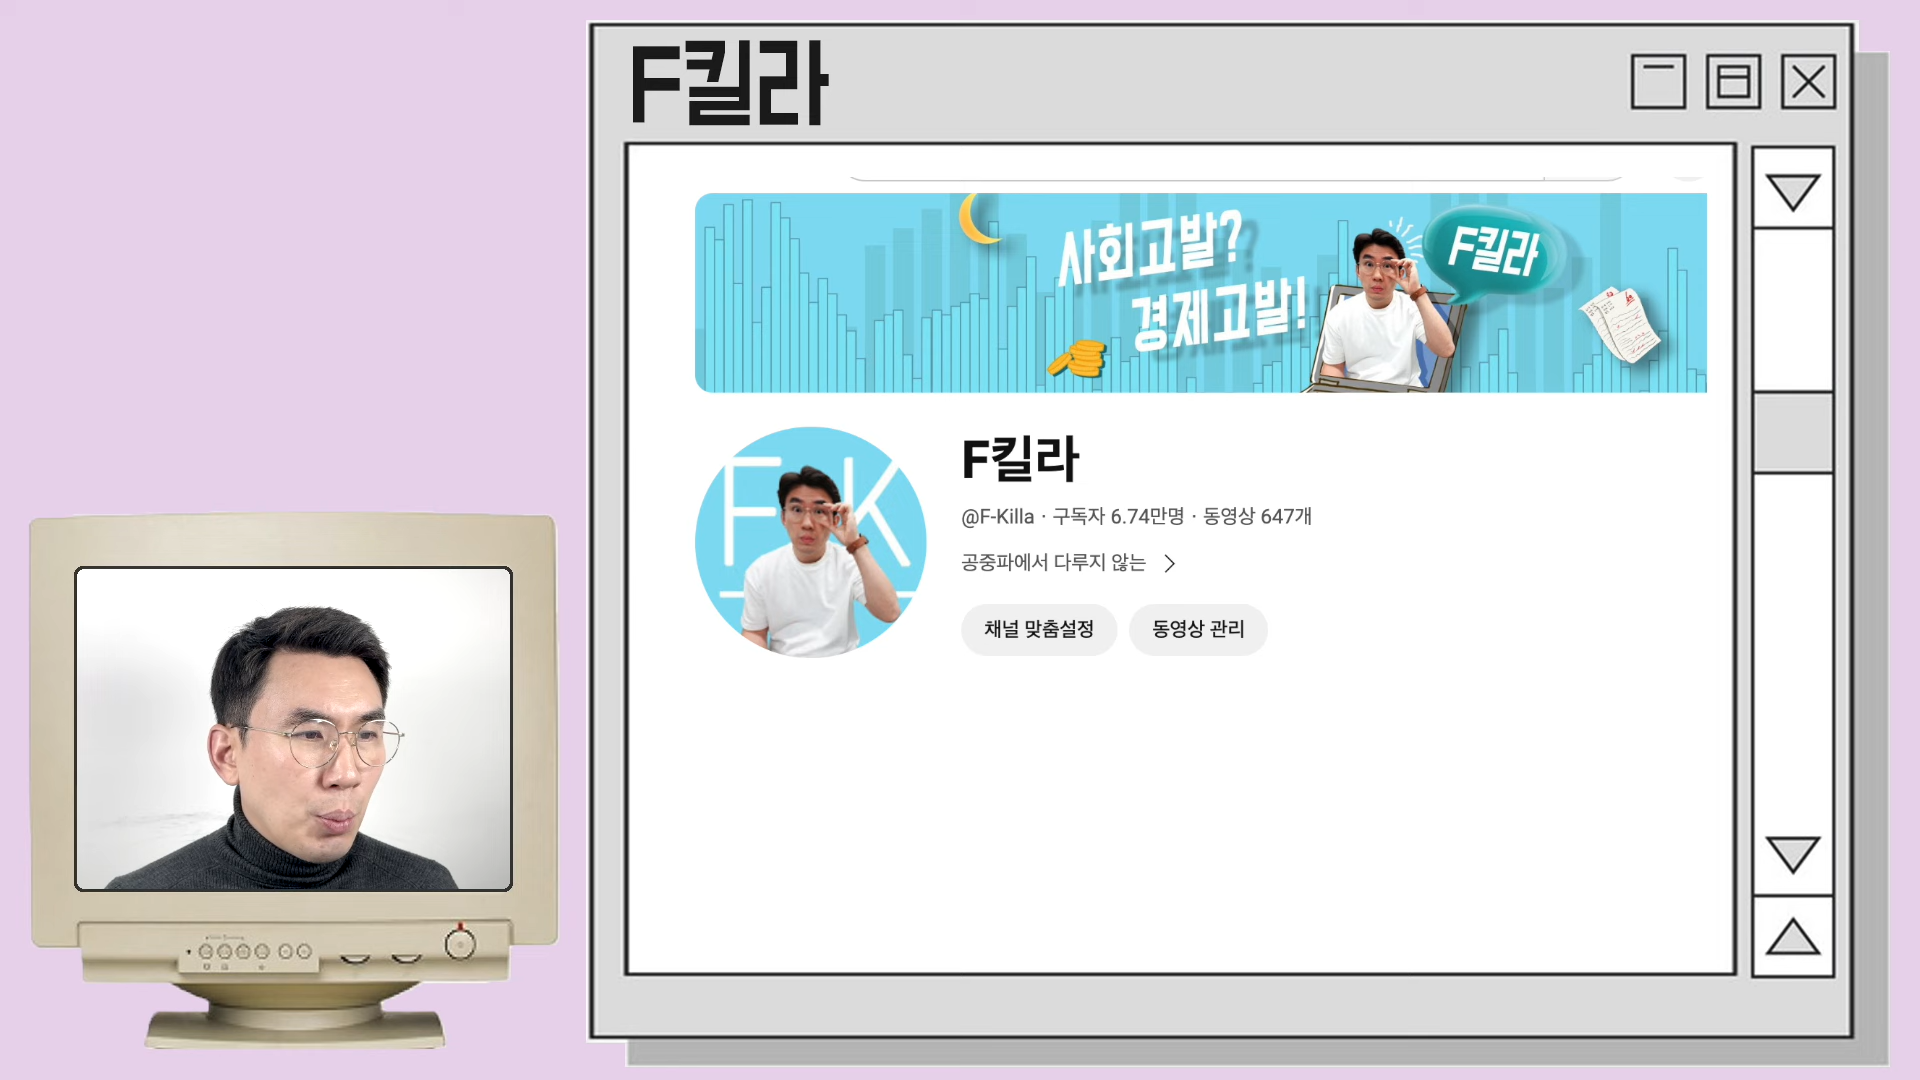 F킬라
사회고발?
경제고발!
F킬라
F K
F킬라
@F-Killa · 구독자 6.74만명 · 동영상 647개
공중파에서 다루지 않는
채널 맞춤설정
동영상 관리